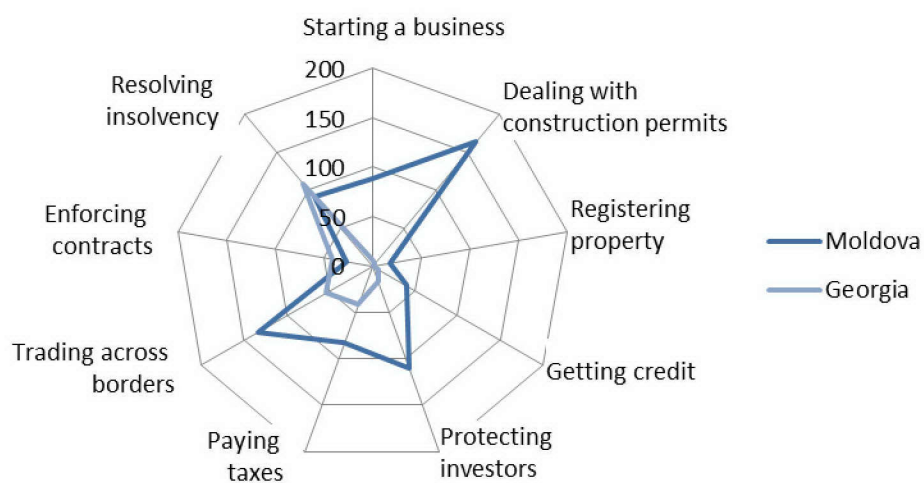 Starting a business
200
150
100
50
0
Dealing with
construction permits
Registering
property
Getting credit
Protecting
investors
Paying
taxes
Trading across
borders
Enforcing
contracts
Resolving
insolvency
Moldova
Georgia